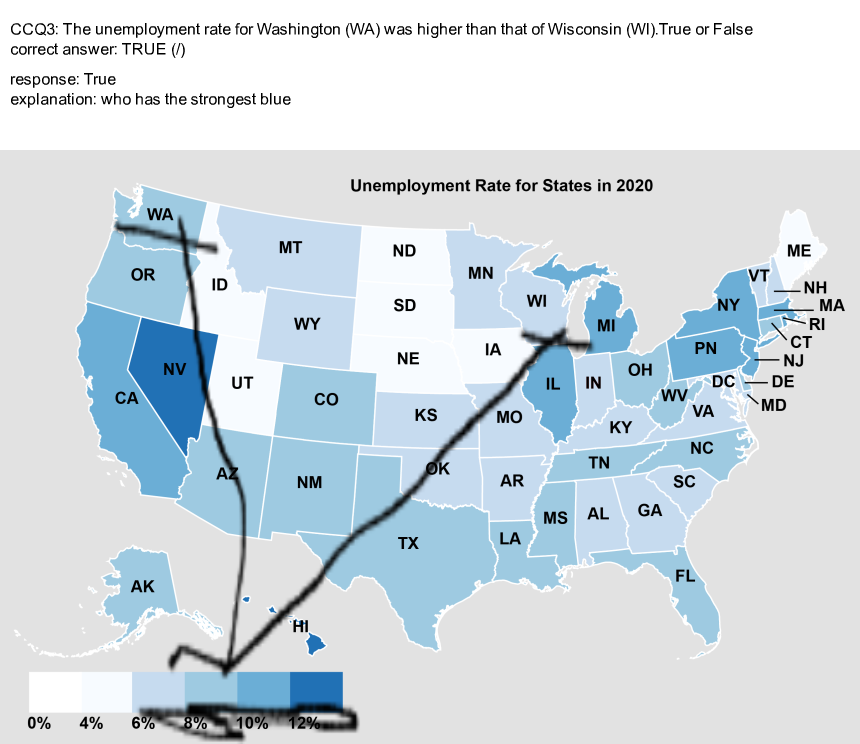 CCQ3: The unemployment rate for Washington (WA) was higher than that of Wisconsin (WI).True or False
correct answer: TRUE (/)
response: True
explanation: who has the strongest blue
Unemployment Rate for States in 2020
WA
MT
ND
MN
ME
VT
NH
OR
ID
SD
WI
MI
NY
MA
RI
WY
CT
NV
UT
NE
IA
PN
NJ
CA
CO
KS
MO
IL
IN
OH
WV
DC
DE
MD
VA
KY
AZ
NM
OK
AR
TN
NC
SC
TX
LA
MS
AL
GA
AK
HI
FL
0% 4% 6% 8% 10% 12%